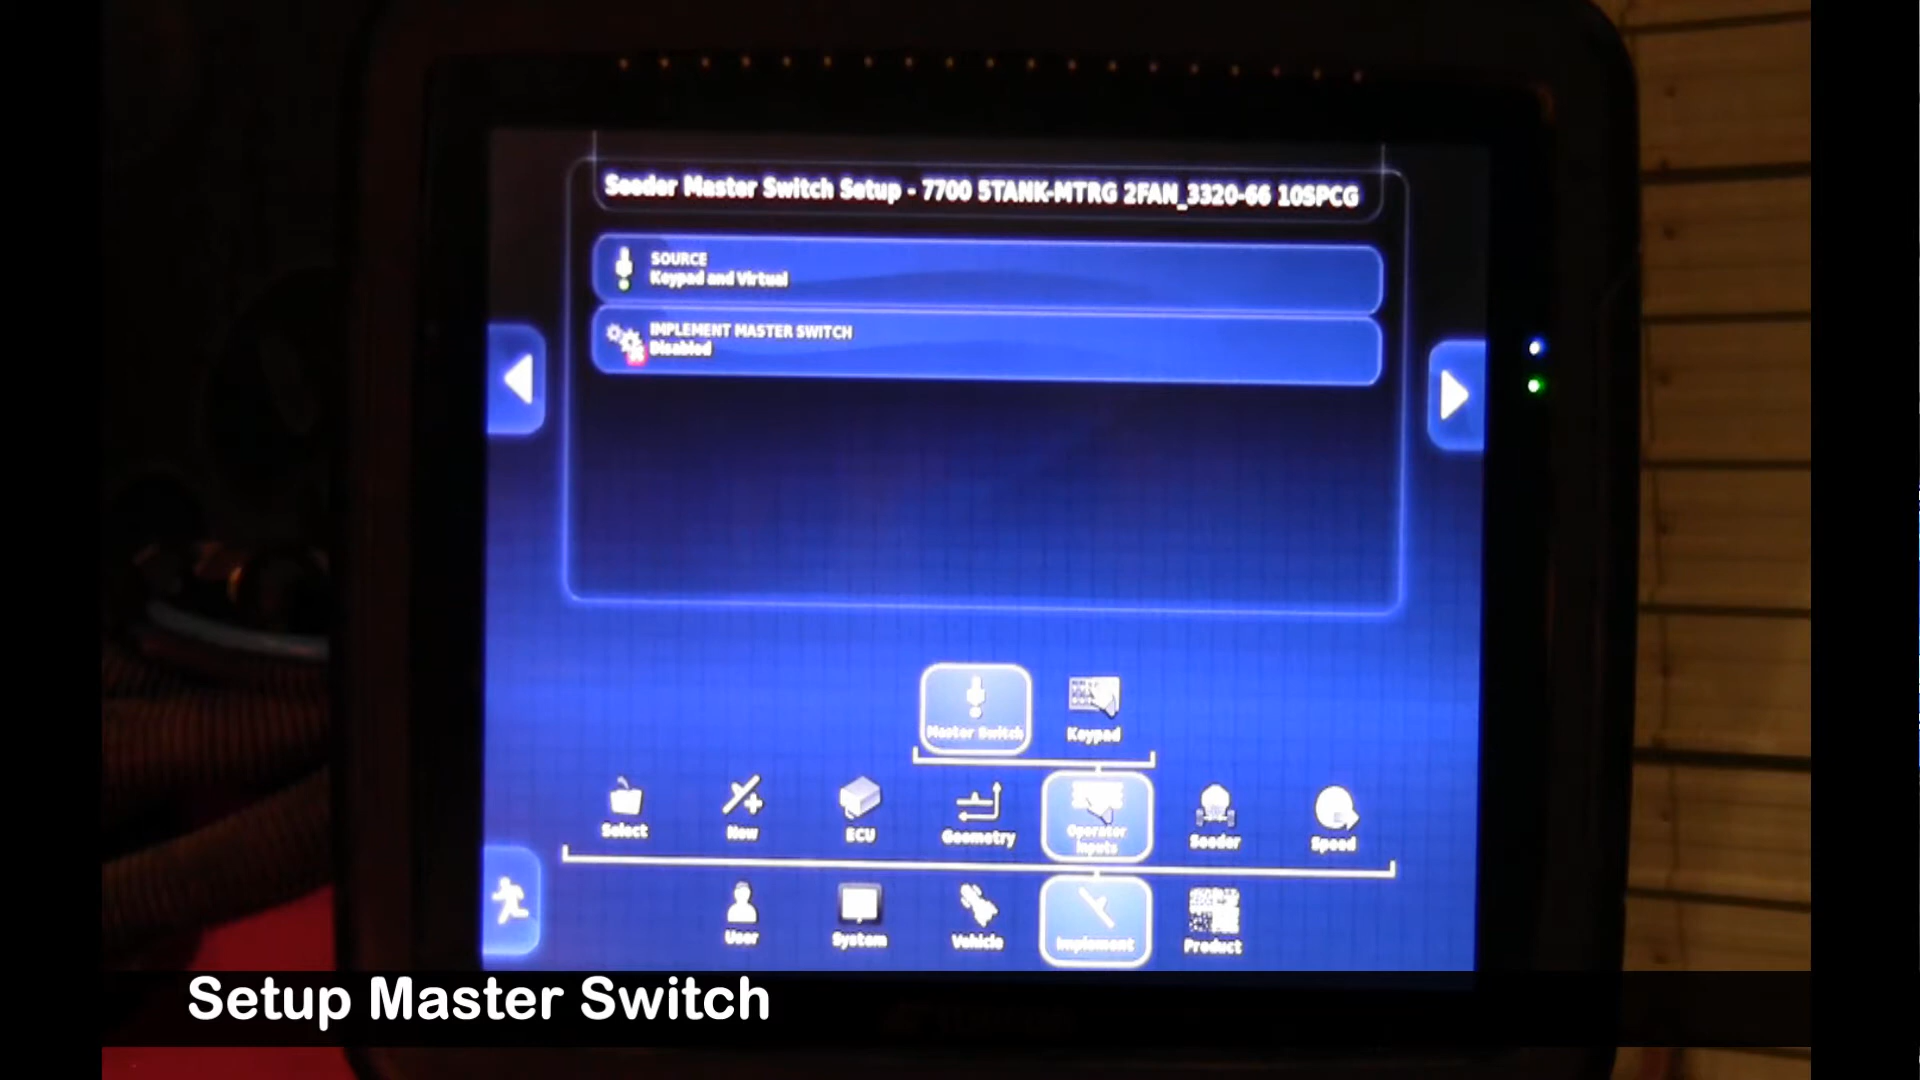 Seeder Master Switch Setup - 7700 5TANK-MTRG 2FAN_3320-66 10SPCG
SOURCE
Keypad and Virtual
IMPLEMENT MASTER SWITCH
Disabled
Master Switch
Keypad
Select
New
ECU
Geometry
Operator
Inputs
Seeder
Speed
User
System
Vehicle
Implement
Product
Setup Master Switch